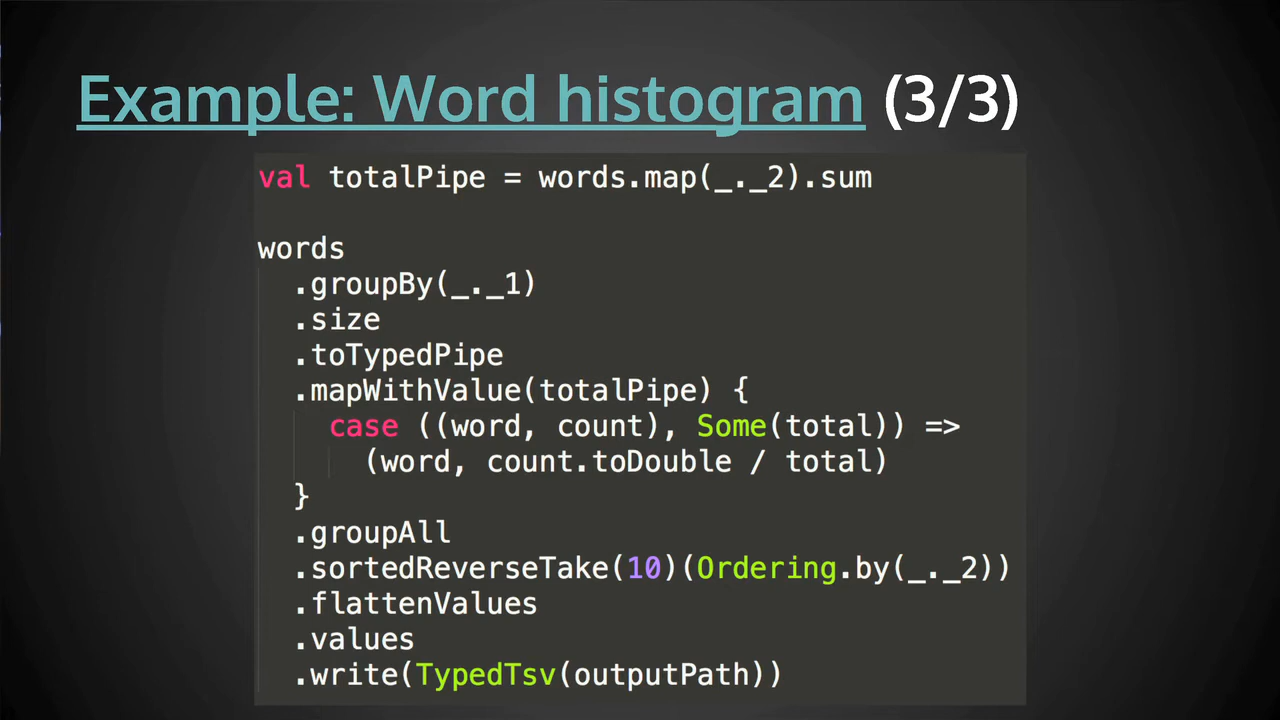 Example: Word histogram (3/3)
val totalPipe = words.map(_._2).sum
words
.groupBy(_._1)
.size
.toTypedPipe
.mapWithValue(totalPipe) {
case ((word, count), Some(total)) =>
(word, count.toDouble / total)
}
.groupAll
.sortedReverseTake(10)(Ordering.by(_._2))
.flattenValues
.values
.write(TypedTsv(outputPath))